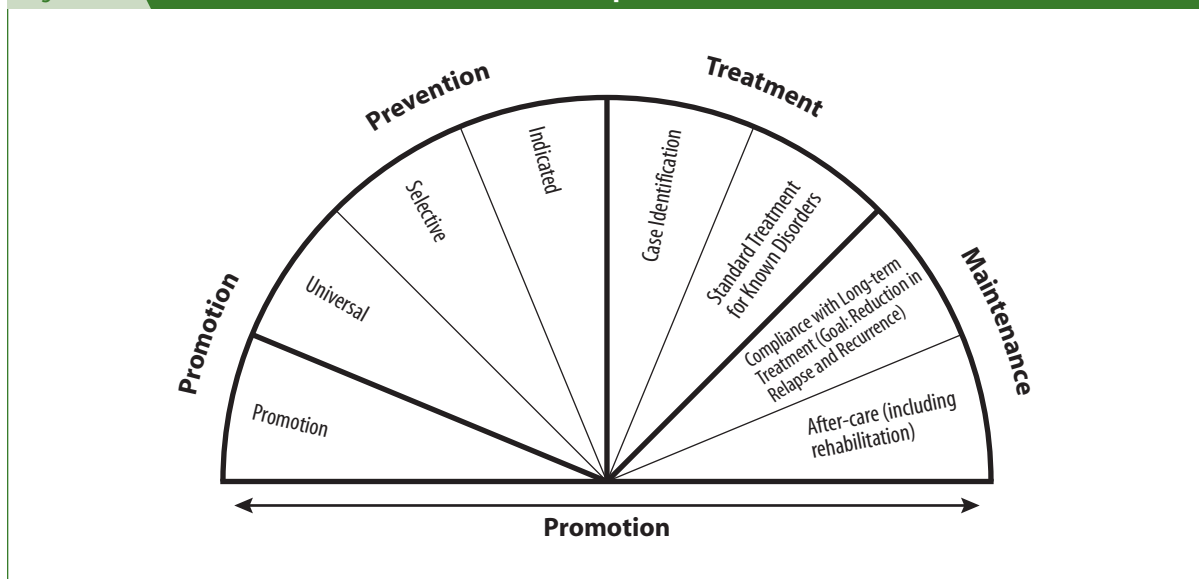 Promotion
Prevention
Treatment
Maintenance
Promotion
Universal
Selective
Indicated
Case Identification
Standard Treatment
for Known Disorders
Compliance with Long-term
Treatment (Goal: Reduction in
Relapse and Recurrence)
After-care (including
rehabilitation)
Promotion